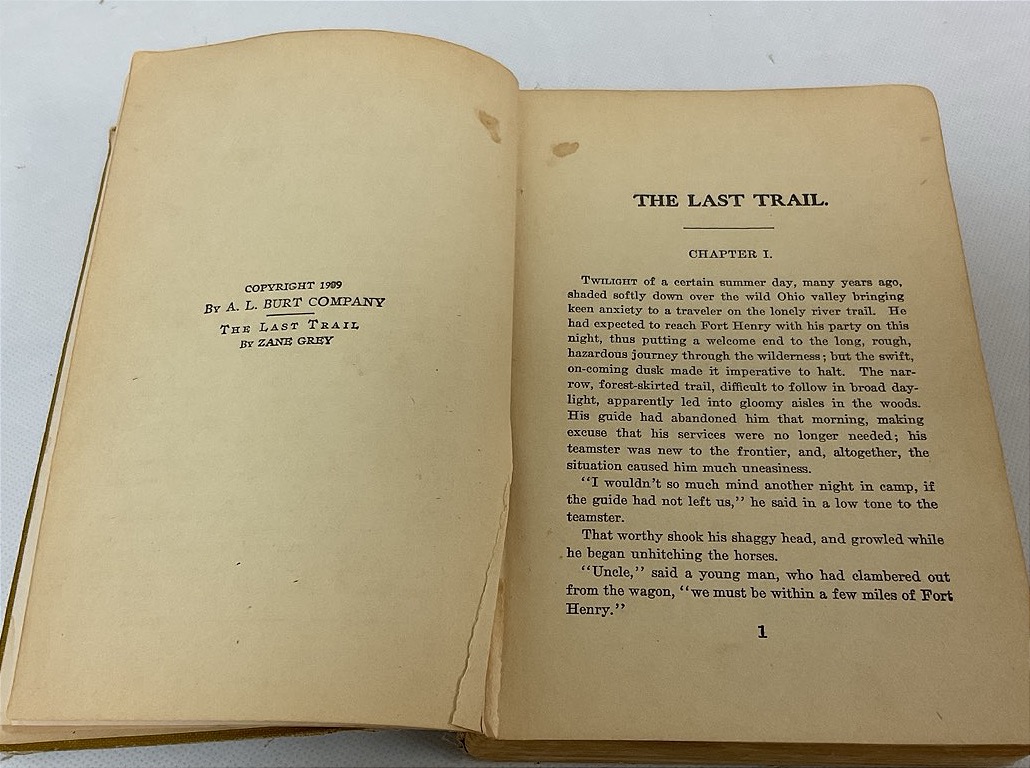 COPYRIGHT 1909
By A. L. BURT COMPANY
THE LAST TRAIL
By ZANE GREY
THE LAST TRAIL.
CHAPTER I.
TWILIGHT of a certain summer day, many years ago,
shaded softly down over the wild Ohio valley bringing
keen anxiety to a traveler on the lonely river trail. He
had expected to reach Fort Henry with his party on this
night, thus putting a welcome end to the long, rough,
hazardous journey through the wilderness; but the swift,
on-coming dusk made it imperative to halt. The nar-
row, forest-skirted trail, difficult to follow in broad day-
light, apparently led into gloomy aisles in the woods.
His guide had abandoned him that morning, making
excuse that his services were no longer needed; his
teamster was new to the frontier, and, altogether, the
situation caused him much uneasiness.
"I wouldn't so much mind another night in camp, if
the guide had not left us," he said in a low tone to the
teamster.
That worthy shook his shaggy head, and growled while
he began unhitching the horses.
"Uncle," said a young man, who had clambered out
from the wagon, "we must be within a few miles of Fort
Henry."
1